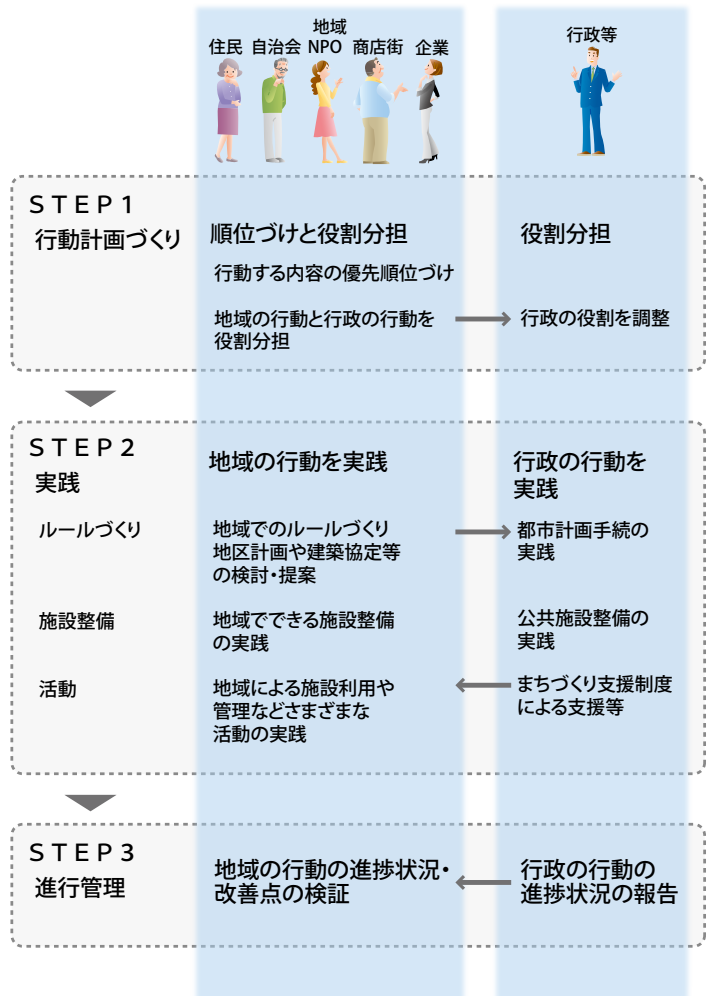 住民
自治会
地域
NPO
商店街
企業
行政等
STEP1
行動計画づくり
順位づけと役割分担
役割分担
行動する内容の優先順位づけ
地域の行動と行政の行動を
役割分担
行政の役割を調整
STEP2
実践
地域の行動を実践
行政の行動を
実践
ルールづくり
地域でのルールづくり
地区計画や建築協定等
の検討・提案
都市計画手続の
実践
施設整備
地域でできる施設整備
の実践
公共施設整備の
実践
活動
地域による施設利用や
管理などさまざまな
活動の実践
まちづくり支援制度
による支援等
STEP3
進行管理
地域の行動の進捗状況・
改善点の検証
行政の行動の
進捗状況の報告